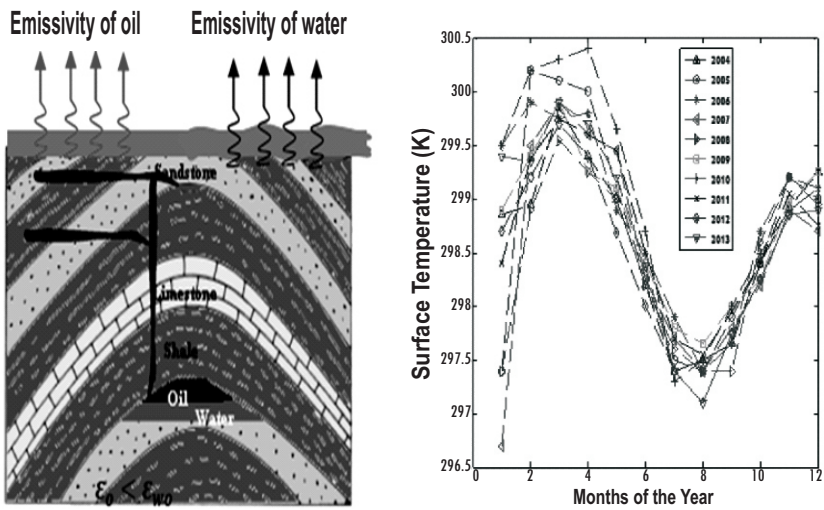 Emissivity of oil
Emissivity of water
Sandstone
Limestone
Shale
Oil
Water
εo < εwo
Surface Temperature (K)
300.5
300
299.5
299
298.5
298
297.5
297
296.5
0 2 4 6 8 10 12
Months of the Year
2004
2005
2006
2007
2008
2009
2010
2011
2012
2013